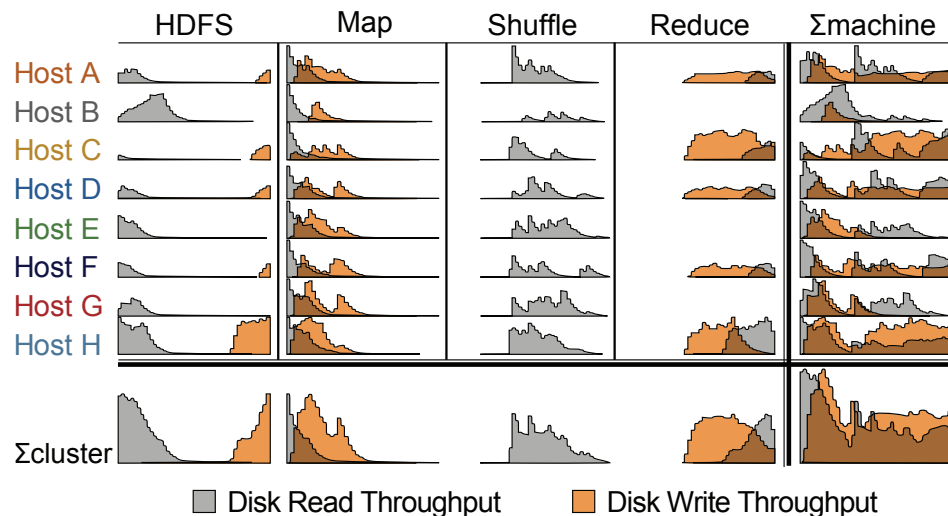 HDFS Map Shuffle Reduce Σmachine
Host A
Host B
Host C
Host D
Host E
Host F
Host G
Host H
Σcluster
Disk Read Throughput Disk Write Throughput